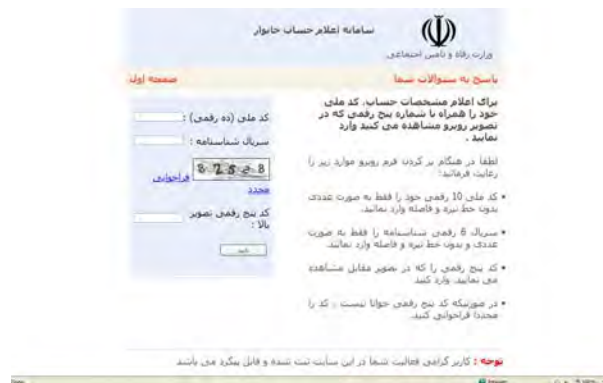 سامانه اعلام حساب خانوار
وزارت رفاه و تامین اجتماعی
پاسخ به سئوالات شما
صفحه اول
برای اعلام مشخصات حساب، کد ملی
خود را همراه با شماره پنج رقمی که در
تصویر روبرو مشاهده می کنید وارد
نمایید .
لطفا در هنگام پر کردن فرم روبرو موارد زیر را
رعایت فرمائید:
• کد ملی 10 رقمی خود را فقط به صورت عددی
بدون خط تیره و فاصله وارد نمائید.
• سریال 6 رقمی شناسنامه را فقط به صورت
عددی و بدون خط تیره و فاصله وارد نمائید.
• کد پنج رقمی را که در تصویر مقابل مشاهده
می نمایید، وارد کنید.
• در صورتیکه کد پنج رقمی خوانا نیست ، کد را
مجددا فراخوانی کنید.
کد ملی (ده رقمی) :
سریال شناسنامه :
فراخوانی
مجدد
کد پنج رقمی تصویر
بالا :
تایید
توجه : کاربر گرامی فعالیت شما در این سایت ثبت شده و قابل پیگرد می باشد